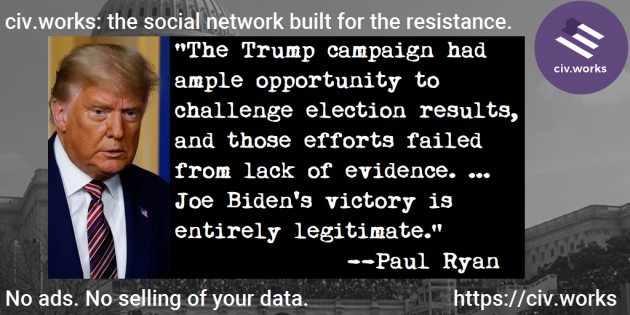 civ.works: the social network built for the resistance.
civ.works
"The Trump campaign had
ample opportunity to
challenge election results,
and those efforts failed
from lack of evidence. ...
Joe Biden's victory is
entirely legitimate."
--Paul Ryan
No ads. No selling of your data.
https://civ.works